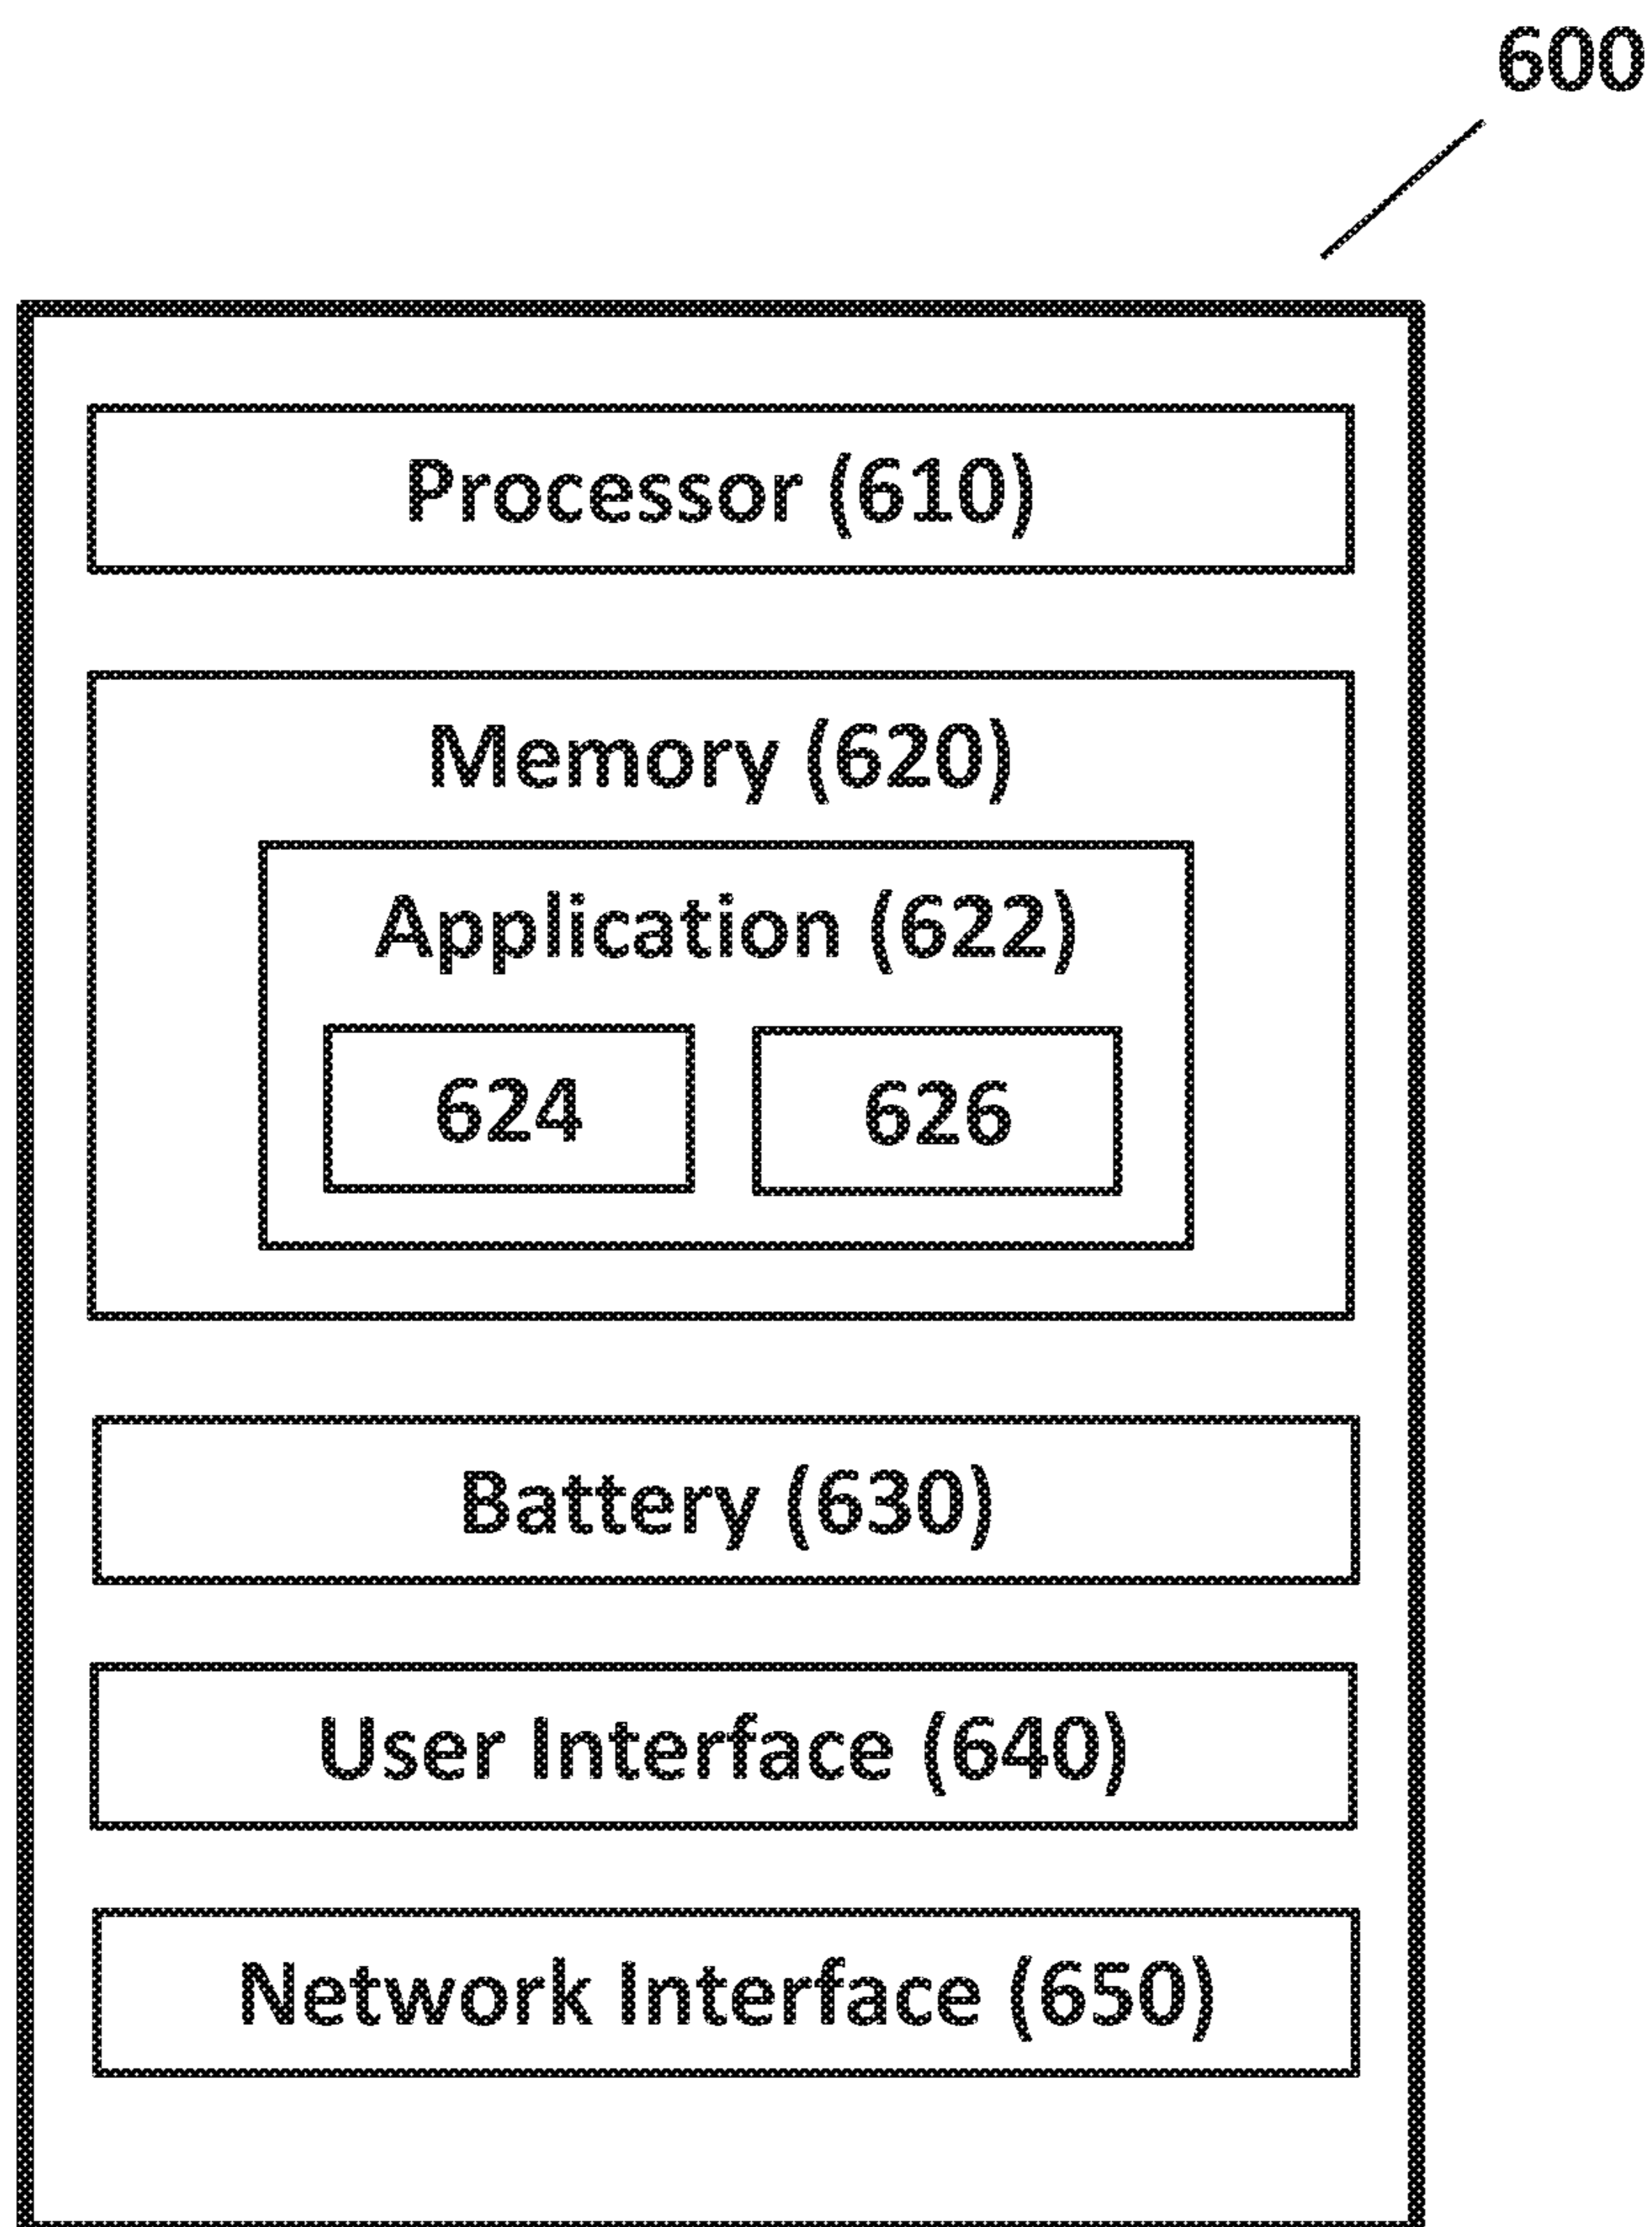 600
Processor (610)
Memory (620)
Application (622)
624 626
Battery (630)
User Interface (640)
Network Interface (650)